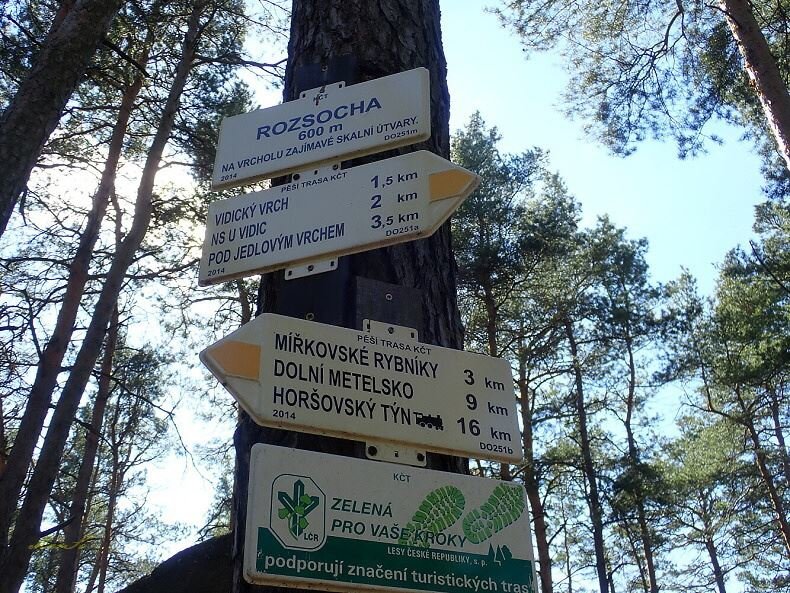 KČT
ROZSOCHA
600 m
NA VRCHOLU ZAJÍMAVÉ SKALNÍ ÚTVARY.
2014 DO251m
PĚŠÍ TRASA KČT
VIDICKÝ VRCH 1,5 km
NS U VIDIC 2 km
POD JEDLOVÝM VRCHEM 3,5 km
2014 DO251a
PĚŠÍ TRASA KČT
MÍŘKOVSKÉ RYBNÍKY 3 km
DOLNÍ METELSKO 9 km
HORŠOVSKÝ TÝN 16 km
2014 DO251b
KČT
ZELENÁ
PRO VAŠE KROKY
LČR
LESY ČESKÉ REPUBLIKY, s. p.
podporují značení turistických tras